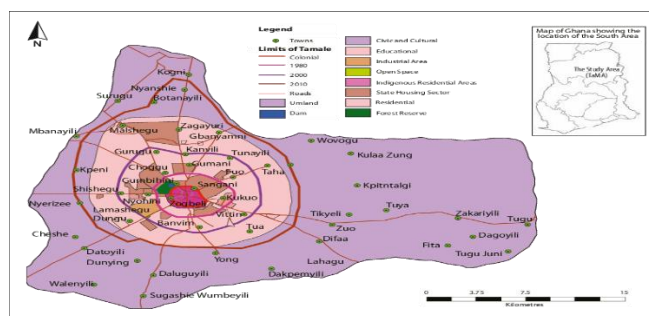 N
Legend
Towns
Limits of Tamale
Colonial
1980
2000
2010
Roads
Umland
Dam
Civic and Cultural
Educational
Industrial Area
Open Space
Indigenous Residential Areas
State Housing Sector
Residential
Forest Reserve
Map of Ghana showing the
location of the South Area
The Study Area
(TaMA)
Kogni
Nyanshie
Botanayili
Surugu
Mbanayili
Malshegu
Zagayuri
Gbanyamni
Gurugu
Kanvili
Tunayili
Choggu
Gumani
Fuo
Taha
Kpeni
Gumbihini
Sangani
Shishegu
Nyohini
Zogbeli
Kukuo
Nyerizee
Lamashegu
Dungu
Vittin
Banvim
Tua
Cheshe
Datoyili
Dunying
Yong
Walenyili
Daluguyili
Dakpemyili
Sugashie Wumbeyili
Wovogu
Kulaa Zung
Kpitntalgi
Tuya
Tikyeli
Zuo
Difaa
Lahagu
Zakariyili
Tugu
Dagoyili
Fita
Tugu Juni
0 3.75 7.5 15
Kilometres